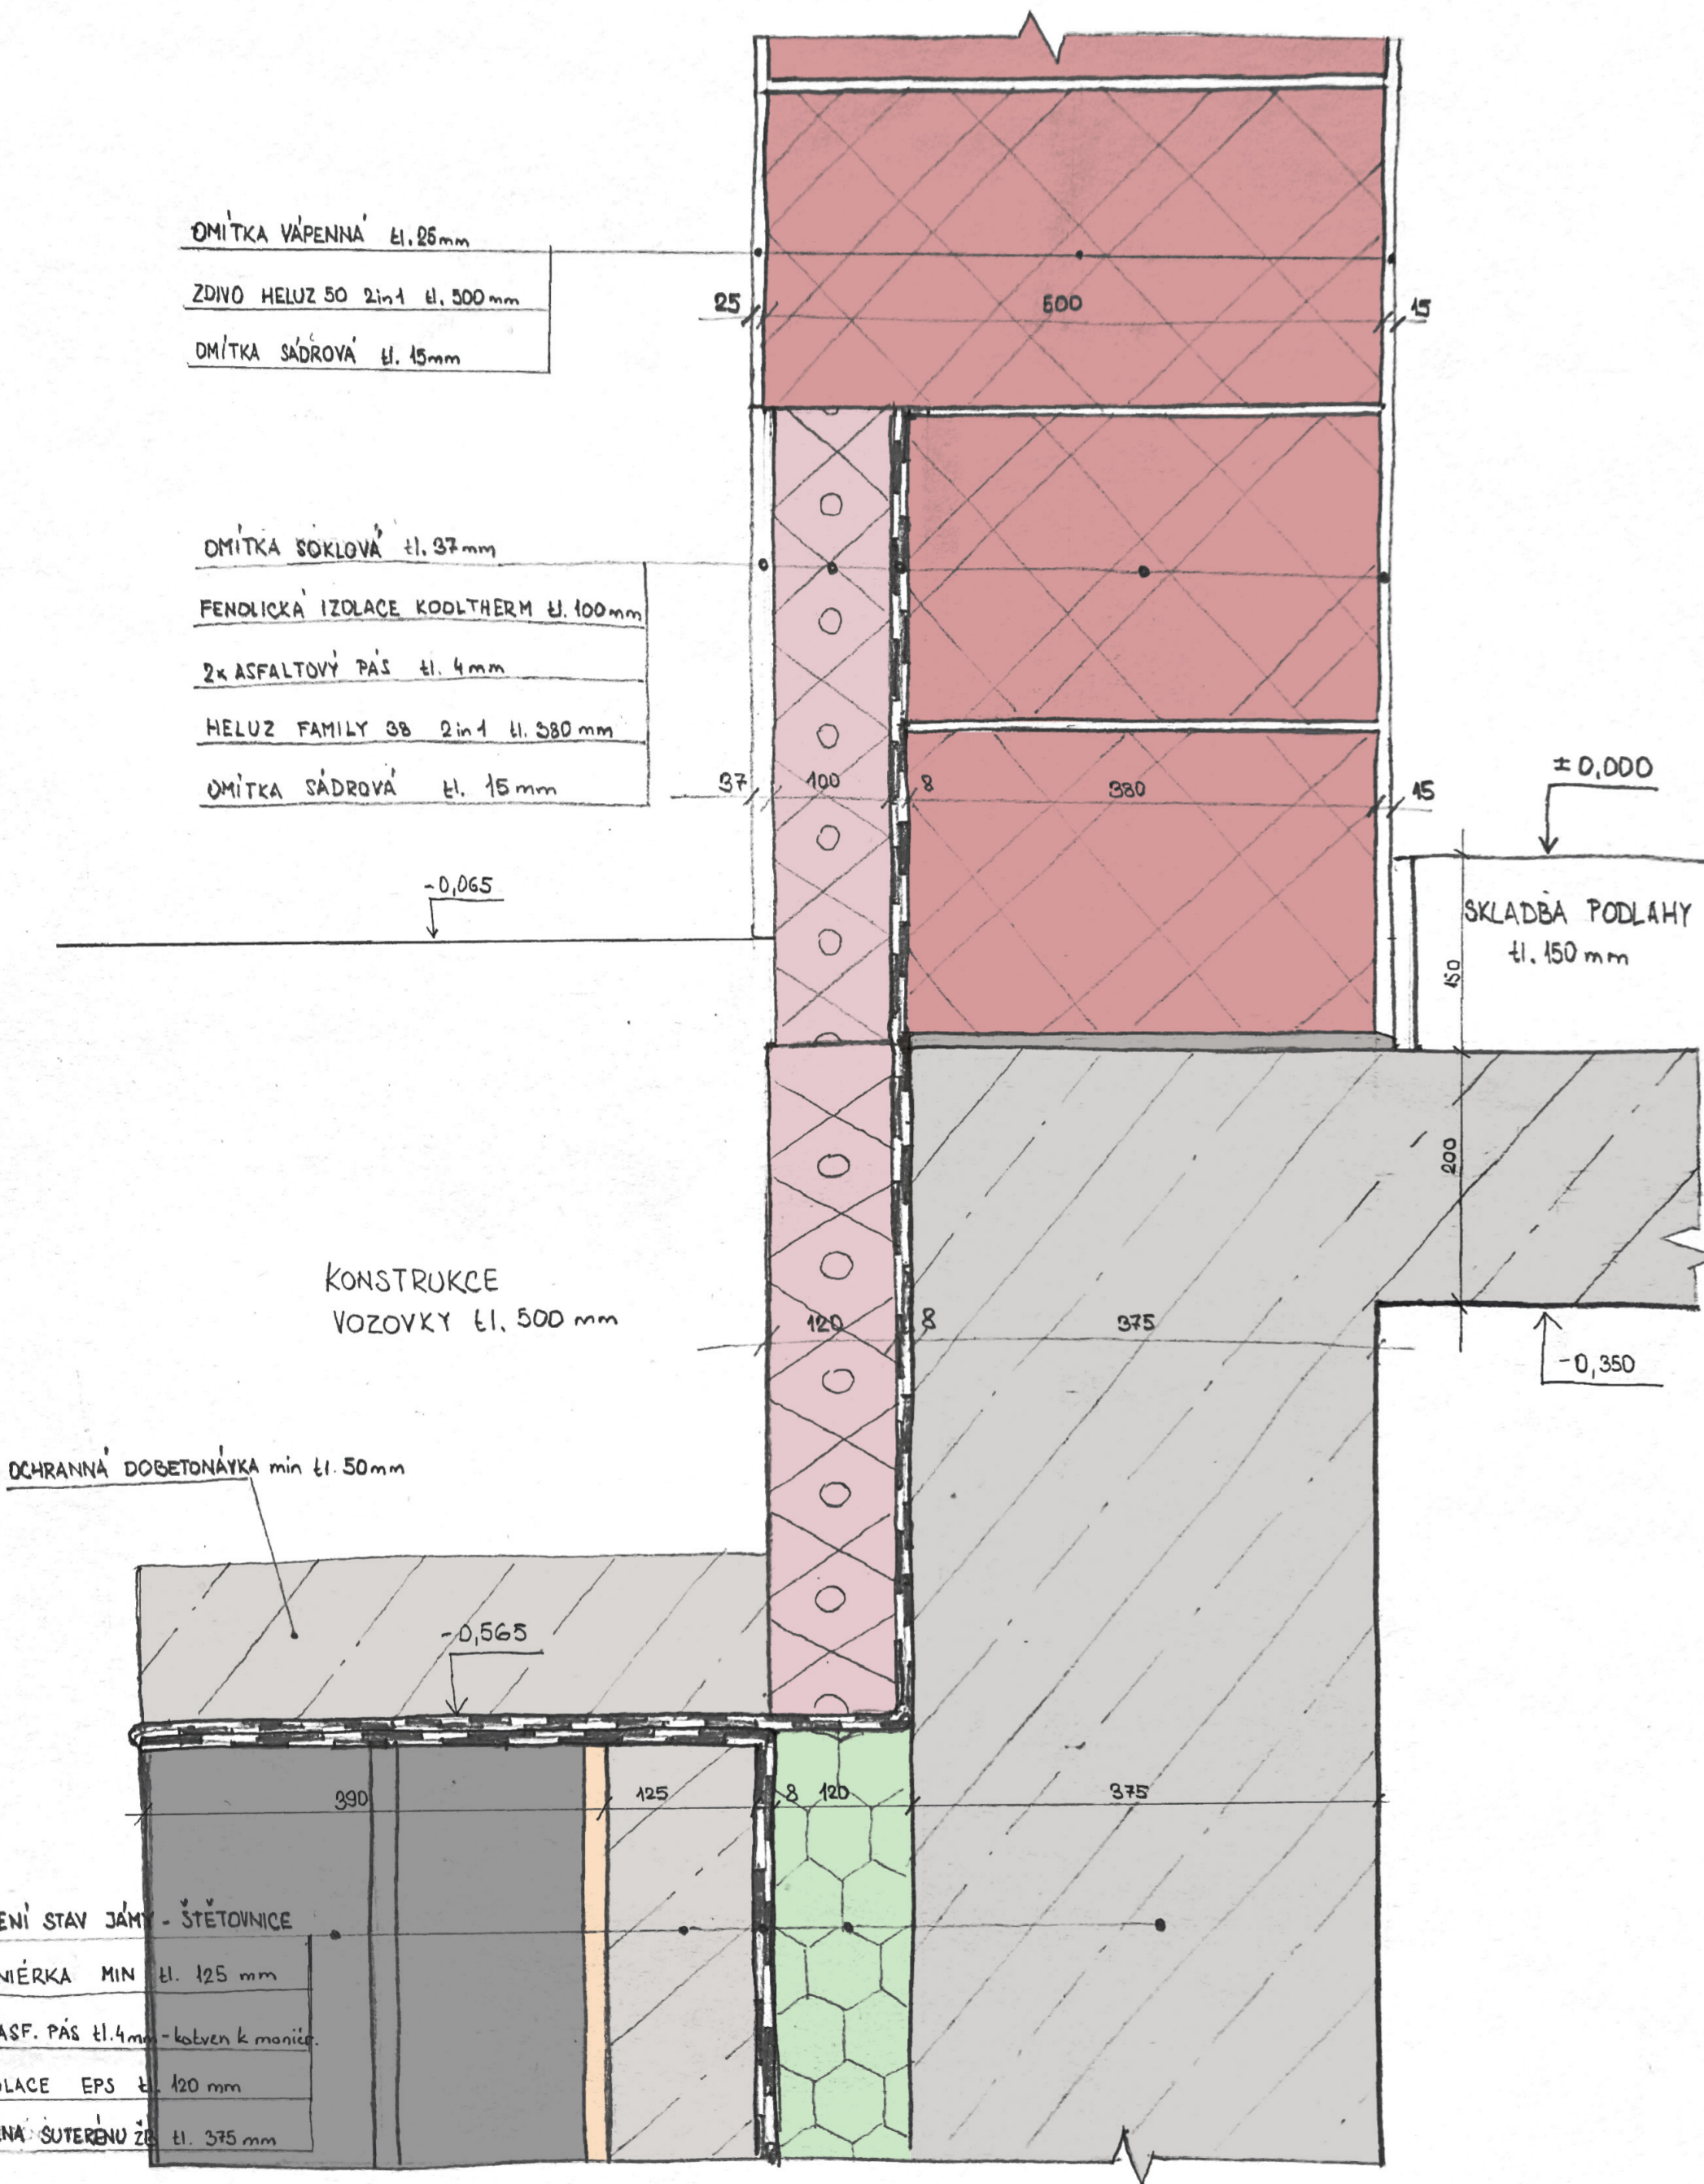 OMÍTKA VÁPENNÁ tl. 25mm
ZDIVO HELUZ 50 2in1 tl. 500mm
OMÍTKA SÁDROVÁ tl. 15mm
25
500
15
OMÍTKA SOKLOVÁ tl. 37mm
FENOLICKÁ IZOLACE KOOLTHERM tl. 100mm
2x ASFALTOVÝ PÁS tl. 4mm
HELUZ FAMILY 38 2in1 tl. 380mm
OMÍTKA SÁDROVÁ tl. 15mm
37
100
8
380
15
±0,000
-0,065
SKLADBA PODLAHY
tl. 150mm
150
200
KONSTRUKCE
VOZOVKY tl. 500mm
120
8
375
-0,350
OCHRANNÁ DOBETONÁVKA min tl. 50mm
-0,565
390
125
8
120
375
ENÍ STAV JÁMY - ŠTĚTOVNICE
NIÉRKA MIN tl. 125 mm
ASF. PÁS tl. 4mm - kotven k moniér.
LACE EPS tl. 120 mm
NA SUTERÉNU ŽB tl. 375 mm